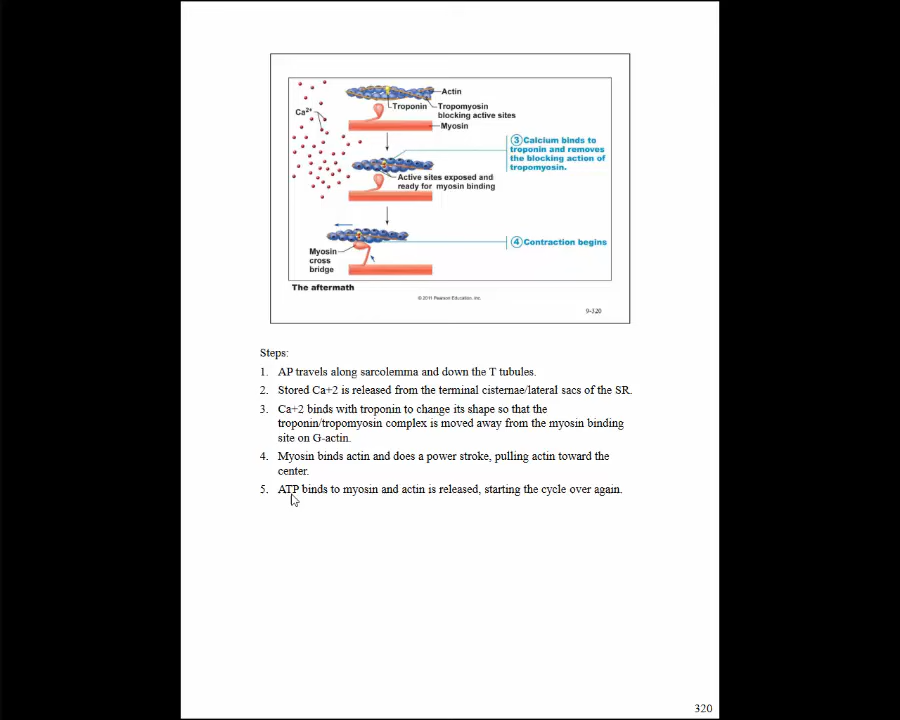 Actin
Troponin
Tropomyosin
blocking active sites
Myosin
Ca2+
③ Calcium binds to
troponin and removes
the blocking action of
tropomyosin.
Active sites exposed and
ready for myosin binding
④ Contraction begins
Myosin
cross
bridge
The aftermath
© 2011 Pearson Education, Inc.
9-320
Steps:
1. AP travels along sarcolemma and down the T tubules.
2. Stored Ca+2 is released from the terminal cisternae/lateral sacs of the SR.
3. Ca+2 binds with troponin to change its shape so that the
troponin/tropomyosin complex is moved away from the myosin binding
site on G-actin.
4. Myosin binds actin and does a power stroke, pulling actin toward the
center.
5. ATP binds to myosin and actin is released, starting the cycle over again.
320